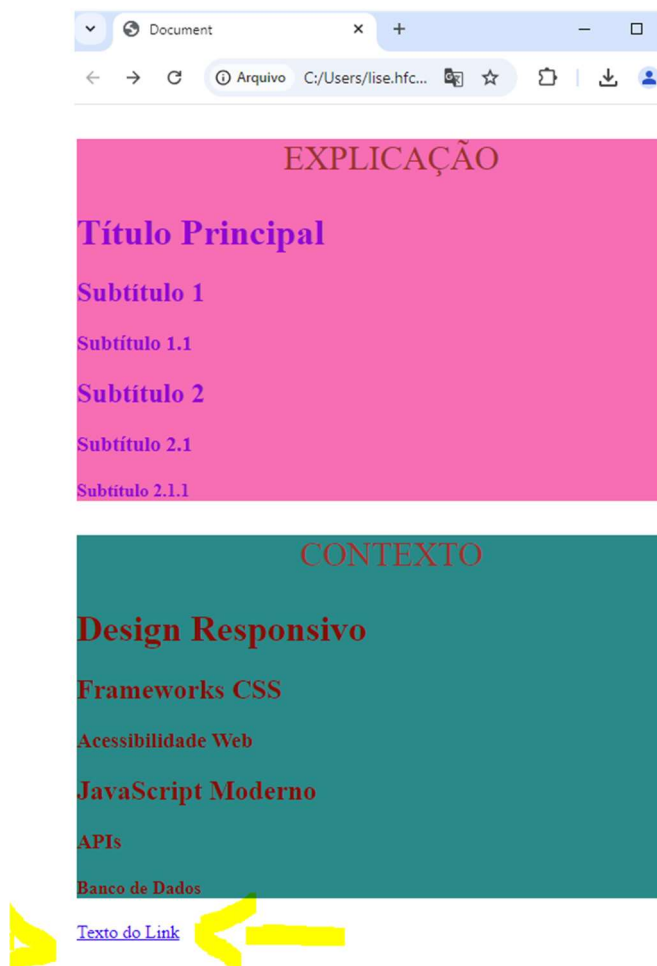 Document
Arquivo C:/Users/lise.hfc...
EXPLICAÇÃO
Título Principal
Subtítulo 1
Subtítulo 1.1
Subtítulo 2
Subtítulo 2.1
Subtítulo 2.1.1
CONTEXTO
Design Responsivo
Frameworks CSS
Acessibilidade Web
JavaScript Moderno
APIs
Banco de Dados
Texto do Link